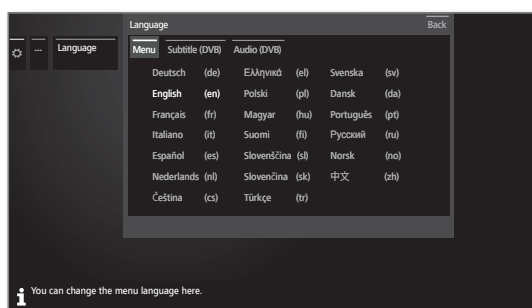 Language Back
... Language
Menu Subtitle (DVB) Audio (DVB)
Deutsch (de) Ελληνικά (el) Svenska (sv)
English (en) Polski (pl) Dansk (da)
Français (fr) Magyar (hu) Português (pt)
Italiano (it) Suomi (fi) Русский (ru)
Español (es) Slovenščina (sl) Norsk (no)
Nederlands (nl) Slovenčina (sk) 中文 (zh)
Čeština (cs) Türkçe (tr)
You can change the menu language here.